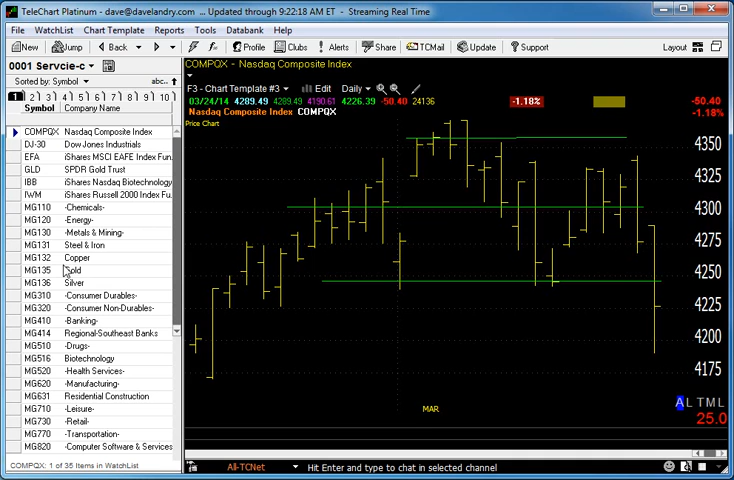 TeleChart Platinum - dave@davelandry.com ... Updated through 9:22:18 AM ET - Streaming Real Time
File WatchList Chart Template Reports Database Help
New Jump Back Profile Clubs Alerts Share TCMail Update Support Layout
0001 Servcie-c
Sorted by: Symbol abc..
1 2 3 4 5 6 7 8 9 10
Symbol Company Name
COMPQX Nasdaq Composite Index
DJ-30 Dow Jones Industrials
EFA iShares MSCI EAFE Index Fun
GLD SPDR Gold Trust
IBB iShares Nasdaq Biotechnology
IWM iShares Russell 2000 Index Fu.
MG110 -Chemicals-
MG120 -Energy-
MG130 -Metals & Mining-
MG131 Steel & Iron
MG132 Copper
MG135 Gold
MG136 Silver
MG310 -Consumer Durables-
MG320 -Consumer Non-Durables-
MG410 -Banking-
MG414 Regional-Southeast Banks
MG510 -Drugs-
MG516 Biotechnology
MG520 -Health Services-
MG620 -Manufacturing-
MG631 Residential Construction
MG710 -Leisure-
MG730 -Retail-
MG770 -Transportation-
MG820 -Computer Software & Services
COMPQX: 1 of 35 Items in WatchList
COMPQX - Nasdaq Composite Index
F3 - Chart Template #3 Edit Daily
03/24/14 4289.49 4289.49 4190.61 4226.39 -50.40 24136 -1.18% -50.40
-1.18%
Nasdaq Composite Index COMPQX
Price Chart
4350
4325
4300
4275
4250
4225
4200
4175
MAR
A L T M L
25.0
All-TCNet Hit Enter and type to chat in selected channel